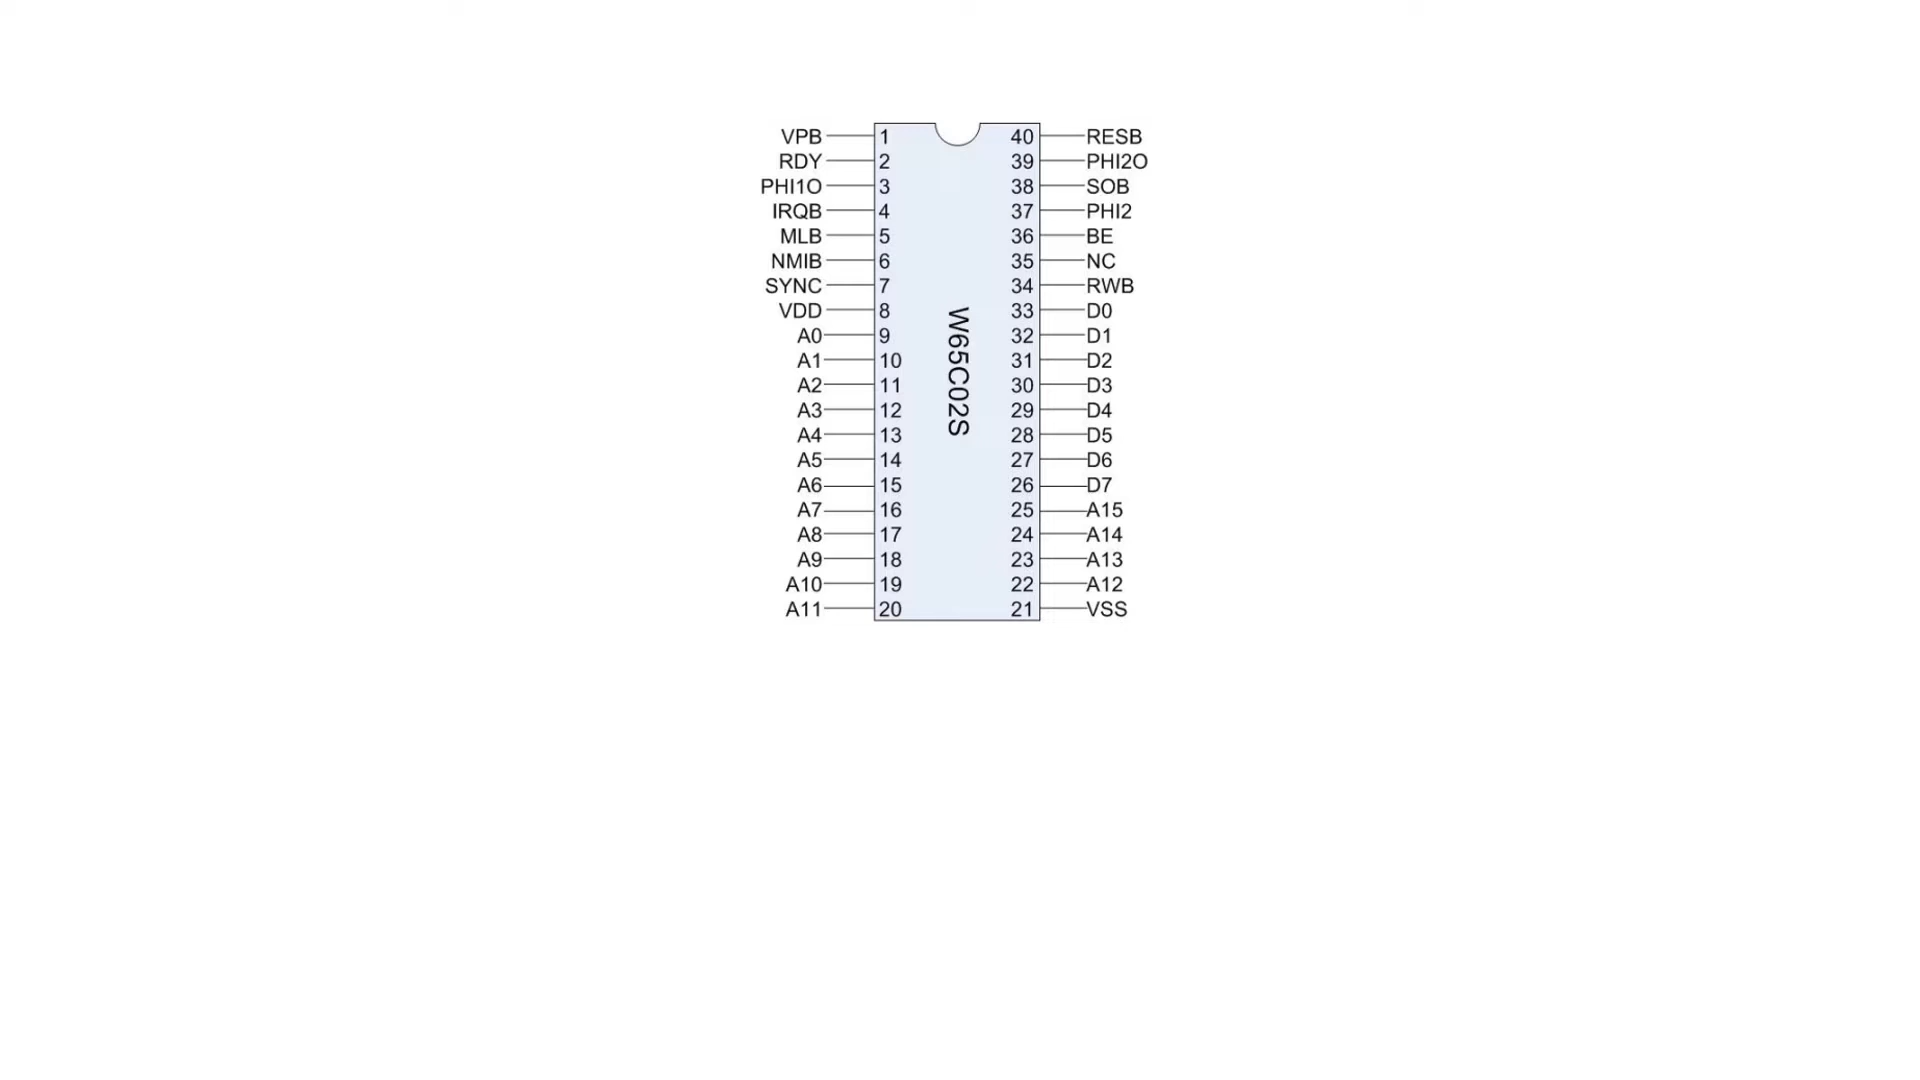 VPB 1 40 RESB
RDY 2 39 PHI2O
PHI1O 3 38 SOB
IRQB 4 37 PHI2
MLB 5 36 BE
NMIB 6 35 NC
SYNC 7 34 RWB
VDD 8 33 D0
A0 9 32 D1
A1 10 31 D2
A2 11 30 D3
A3 12 29 D4
A4 13 28 D5
A5 14 27 D6
A6 15 26 D7
A7 16 25 A15
A8 17 24 A14
A9 18 23 A13
A10 19 22 A12
A11 20 21 VSS
W65C02S